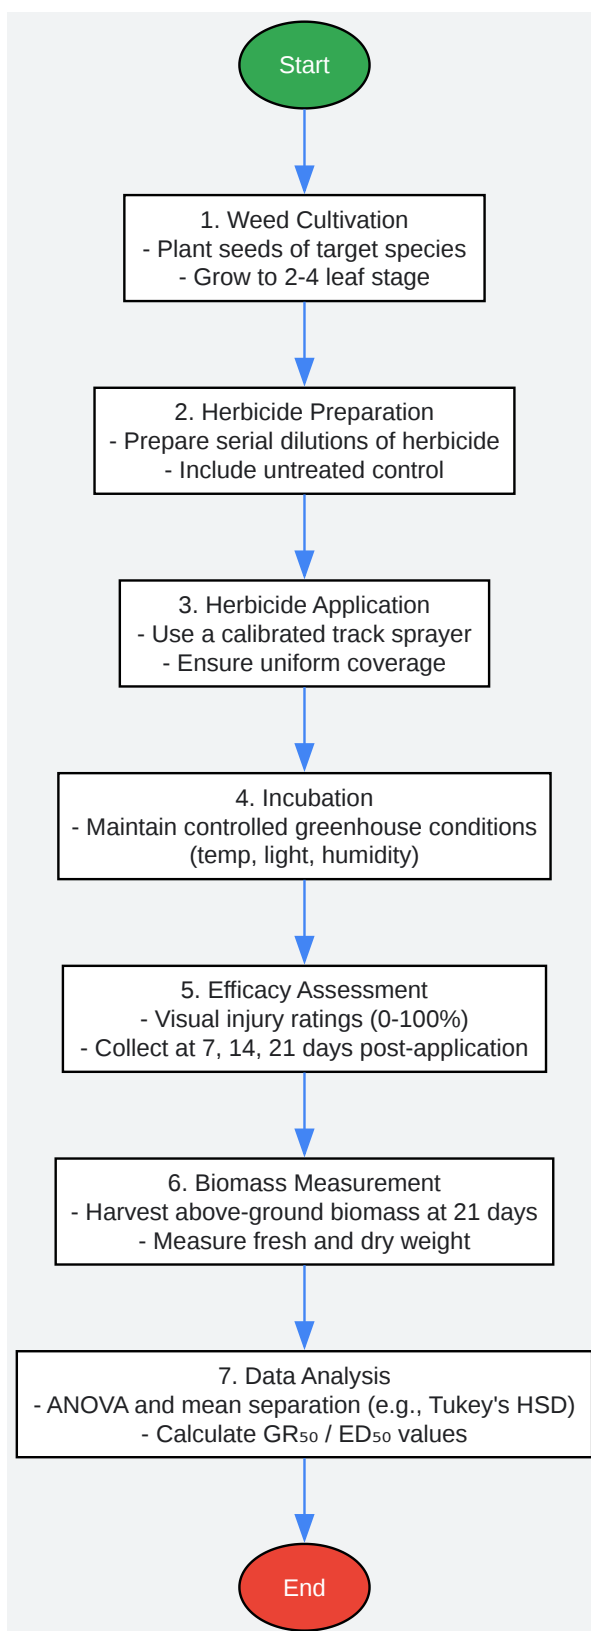 Start
1. Weed Cultivation
- Plant seeds of target species
- Grow to 2-4 leaf stage
2. Herbicide Preparation
- Prepare serial dilutions of herbicide
- Include untreated control
3. Herbicide Application
- Use a calibrated track sprayer
- Ensure uniform coverage
4. Incubation
- Maintain controlled greenhouse conditions
(temp, light, humidity)
5. Efficacy Assessment
- Visual injury ratings (0-100%)
- Collect at 7, 14, 21 days post-application
6. Biomass Measurement
- Harvest above-ground biomass at 21 days
- Measure fresh and dry weight
7. Data Analysis
- ANOVA and mean separation (e.g., Tukey's HSD)
- Calculate GR₅₀ / ED₅₀ values
End